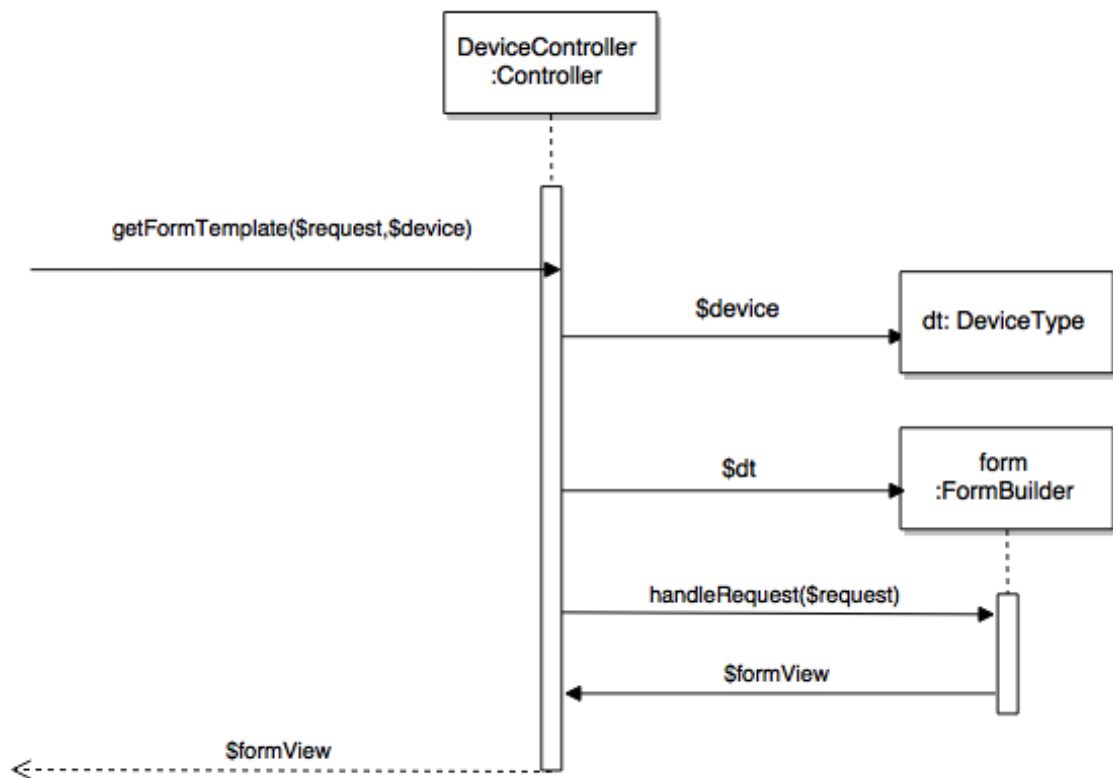 DeviceController
:Controller
getFormTemplate($request,$device)
$device
dt: DeviceType
$dt
form
:FormBuilder
handleRequest($request)
$formView
$formView